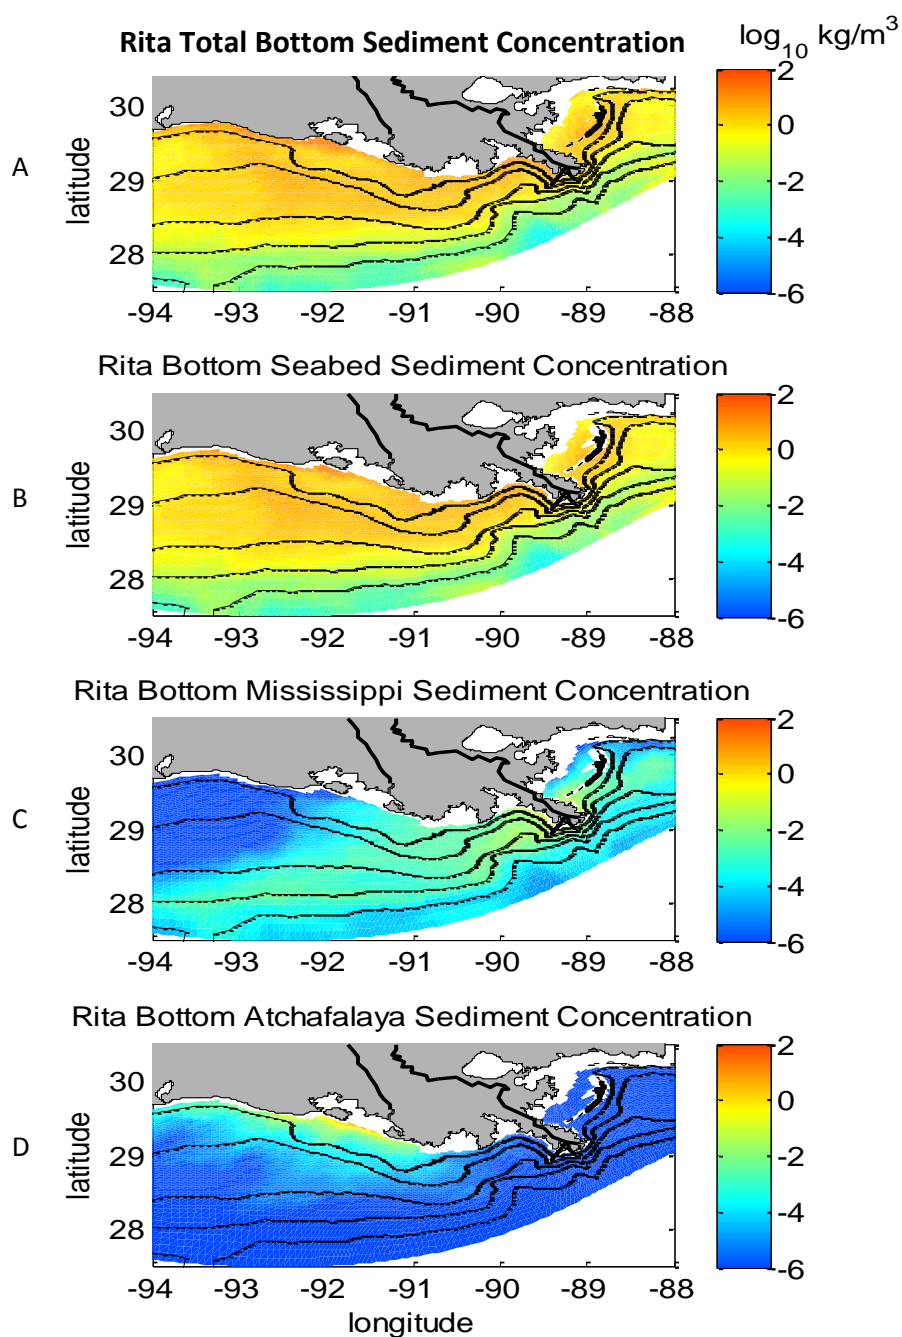 Rita Total Bottom Sediment Concentration
log10 kg/m3
A
latitude
30
29
28
-94 -93 -92 -91 -90 -89 -88
2
0
-2
-4
-6
Rita Bottom Seabed Sediment Concentration
B
latitude
30
29
28
-94 -93 -92 -91 -90 -89 -88
2
0
-2
-4
-6
Rita Bottom Mississippi Sediment Concentration
C
latitude
30
29
28
-94 -93 -92 -91 -90 -89 -88
2
0
-2
-4
-6
Rita Bottom Atchafalaya Sediment Concentration
D
latitude
30
29
28
-94 -93 -92 -91 -90 -89 -88
longitude
2
0
-2
-4
-6